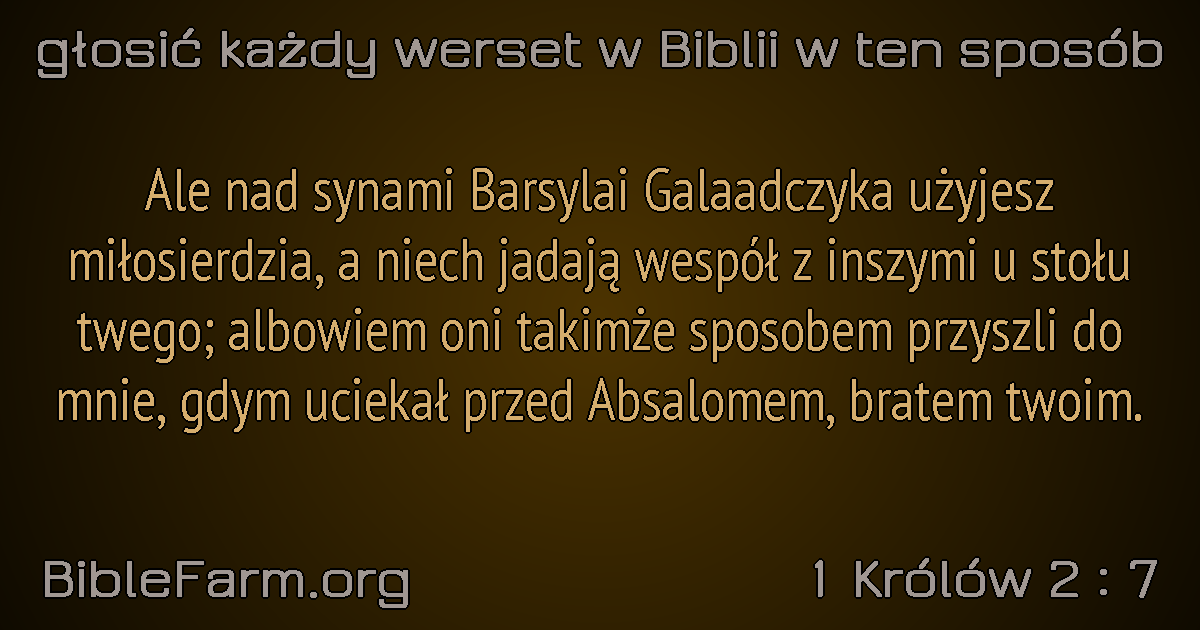 głosić każdy werset w Biblii w ten sposób
Ale nad synami Barsylai Galaadczyka użyjesz
miłosierdzia, a niech jadają wespół z inszymi u stołu
twego; albowiem oni takimże sposobem przyszli do
mnie, gdym uciekał przed Absalomem, bratem twoim.
BibleFarm.org
1 Królów 2 : 7